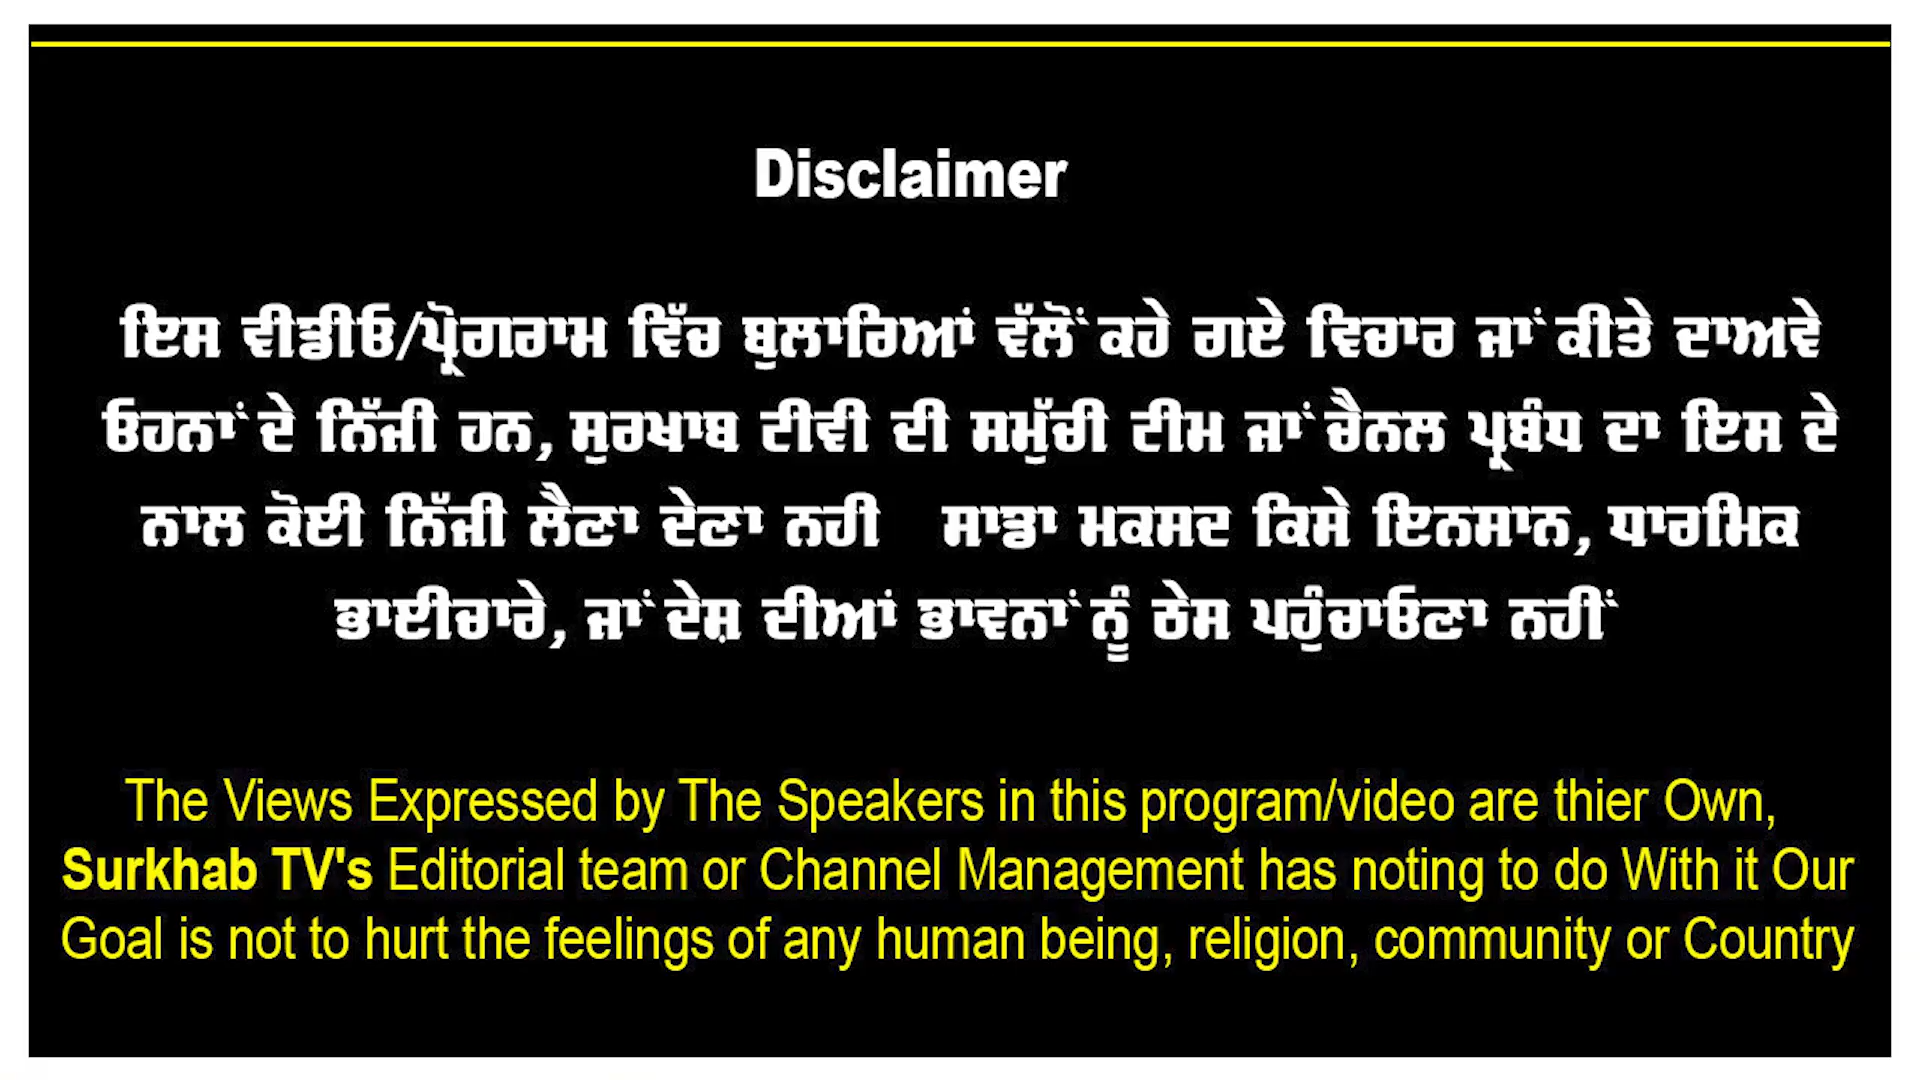 Disclaimer
ਇਸ ਵੀਡੀਓ/ਪ੍ਰੋਗਰਾਮ ਵਿੱਚ ਬੁਲਾਰਿਆਂ ਵੱਲੋਂ ਕਹੇ ਗਏ ਵਿਚਾਰ ਜਾਂ ਕੀਤੇ ਦਾਅਵੇ
ਓਹਨਾਂ ਦੇ ਨਿੱਜੀ ਹਨ, ਸੁਰਖਾਬ ਟੀਵੀ ਦੀ ਸਮੁੱਚੀ ਟੀਮ ਜਾਂ ਚੈਨਲ ਪ੍ਰਬੰਧ ਦਾ ਇਸ ਦੇ
ਨਾਲ ਕੋਈ ਨਿੱਜੀ ਲੈਣਾ ਦੇਣਾ ਨਹੀ ਸਾਡਾ ਮਕਸਦ ਕਿਸੇ ਇਨਸਾਨ, ਧਾਰਮਿਕ
ਭਾਈਚਾਰੇ, ਜਾਂ ਦੇਸ਼ ਦੀਆਂ ਭਾਵਨਾਂ ਨੂੰ ਠੇਸ ਪਹੁੰਚਾਓਣਾ ਨਹੀਂ
The Views Expressed by The Speakers in this program/video are thier Own,
Surkhab TV's Editorial team or Channel Management has noting to do With it Our
Goal is not to hurt the feelings of any human being, religion, community or Country